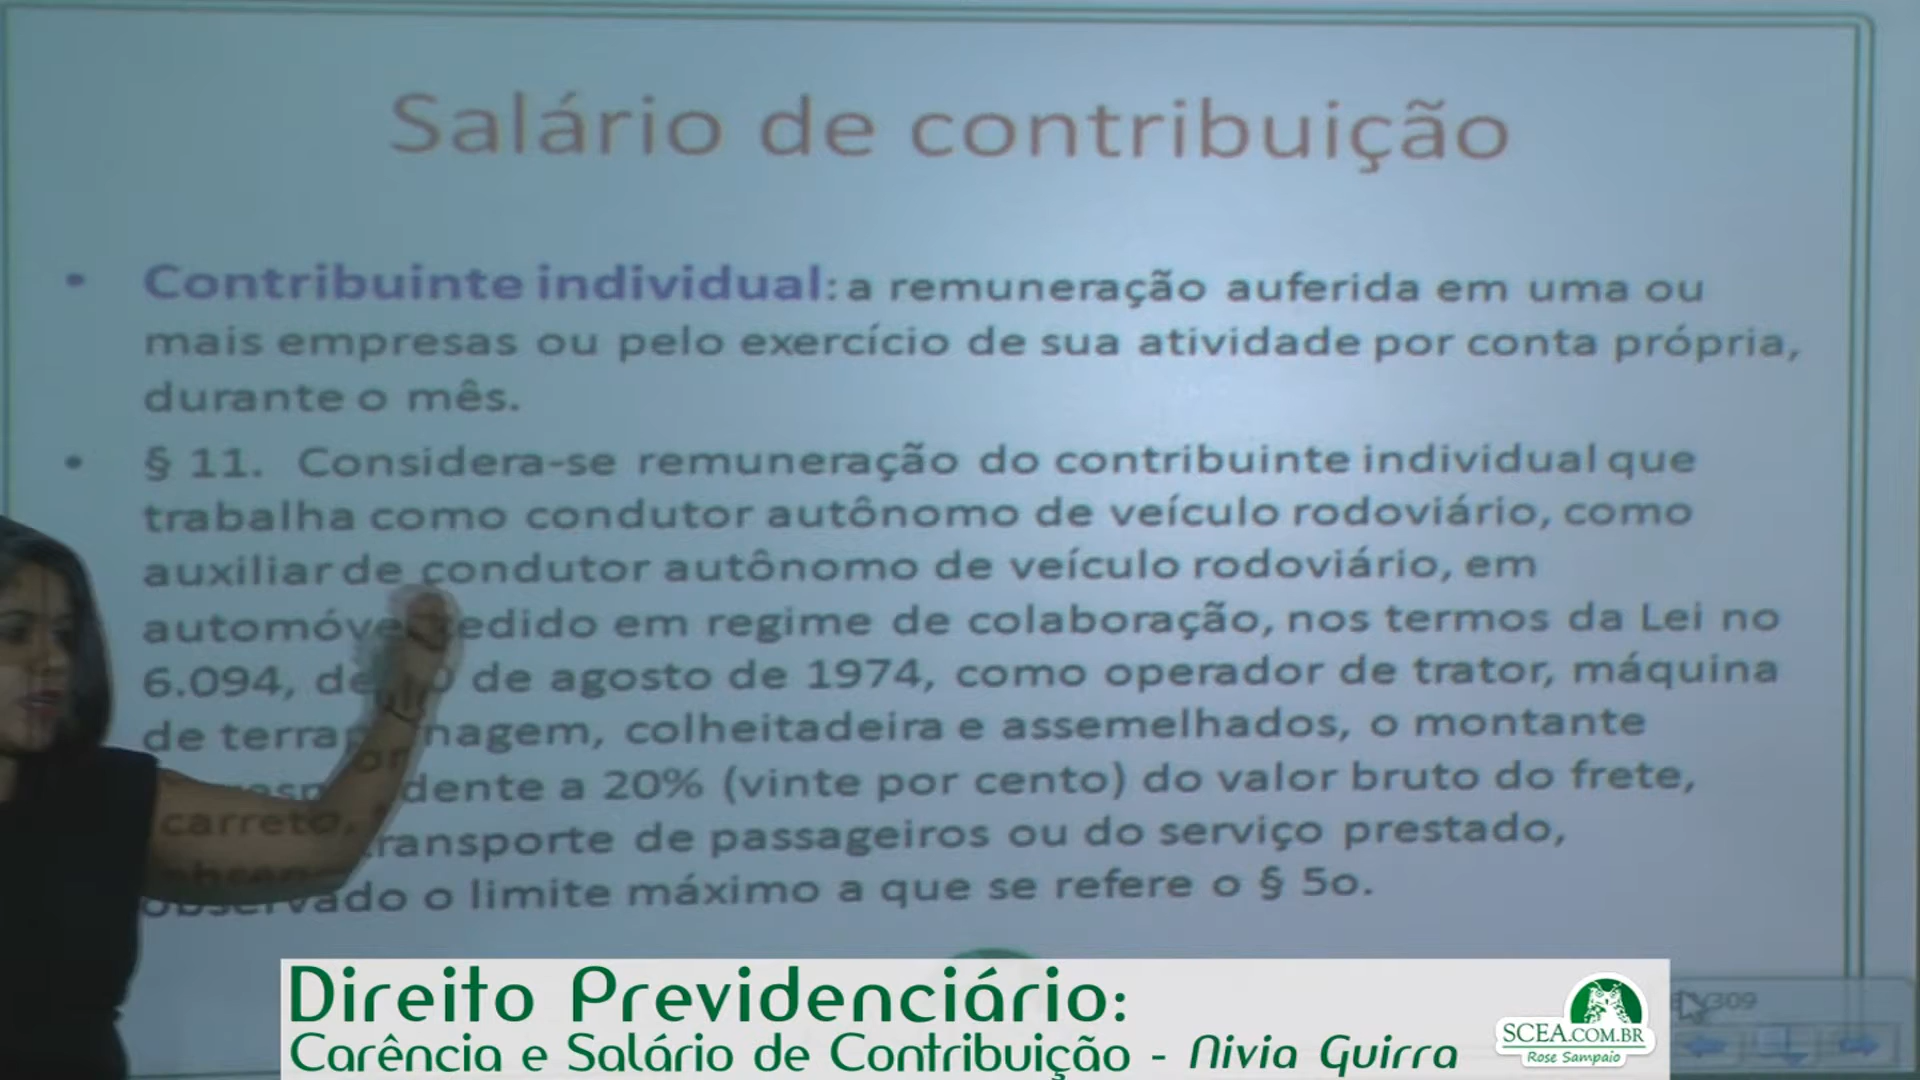 Salário de contribuição
• Contribuinte individual: a remuneração auferida em uma ou
mais empresas ou pelo exercício de sua atividade por conta própria,
durante o mês.
• § 11. Considera-se remuneração do contribuinte individual que
trabalha como condutor autônomo de veículo rodoviário, como
auxiliar de condutor autônomo de veículo rodoviário, em
em regime de colaboração, nos termos da Lei no
6.094, de de agosto de 1974, como operador de trator, máquina
de colheitadeira e assemelhados, o montante
a 20% (vinte por cento) do valor bruto do frete,
carreto, transporte de passageiros ou do serviço prestado,
observado o limite máximo a que se refere o § 5o.
Direito Previdenciário:
Carência e Salário de Contribuição - Nivia Guirra
SCEA.COM.BR
Rose Sampaio